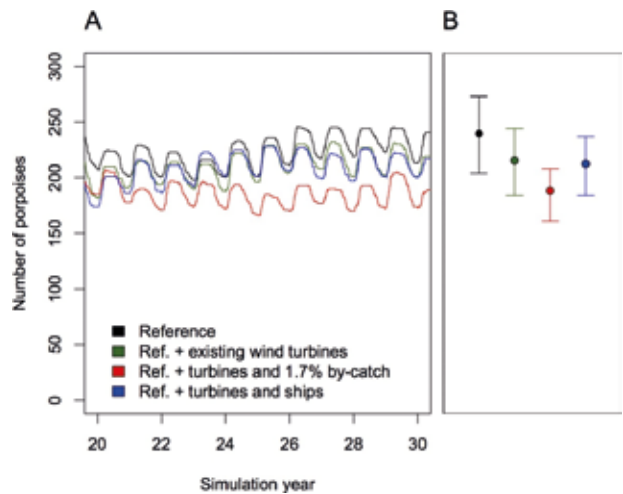 A
B
300
250
200
150
100
50
0
Number of porpoises
Reference
Ref. + existing wind turbines
Ref. + turbines and 1.7% by-catch
Ref. + turbines and ships
20 22 24 26 28 30
Simulation year